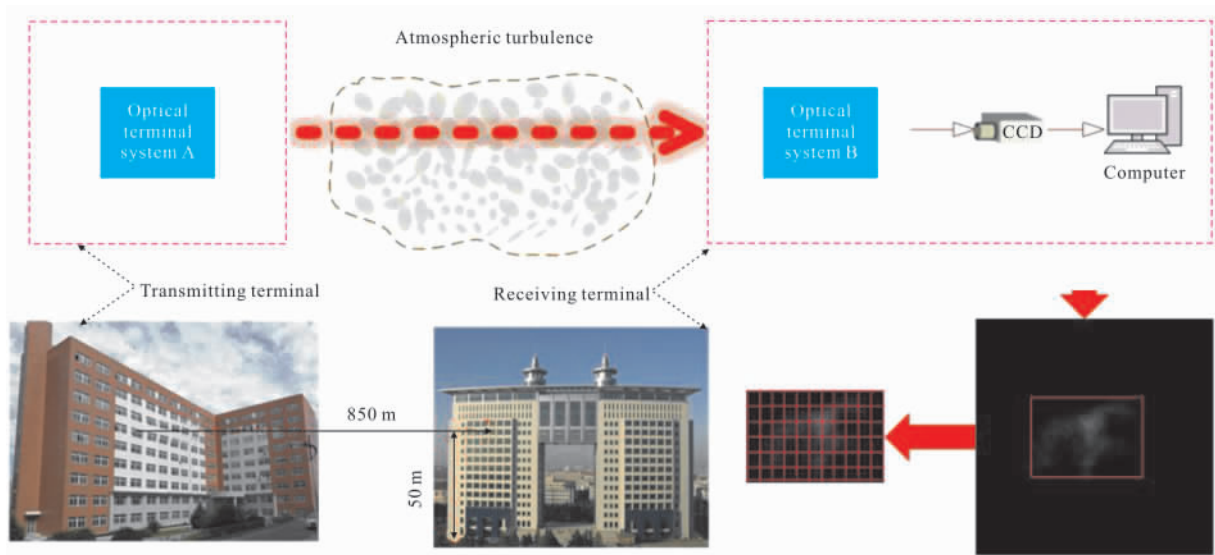 Atmospheric turbulence
Optical
terminal
system A
Optical
terminal
system B
CCD
Computer
Transmitting terminal
Receiving terminal
850 m
50 m